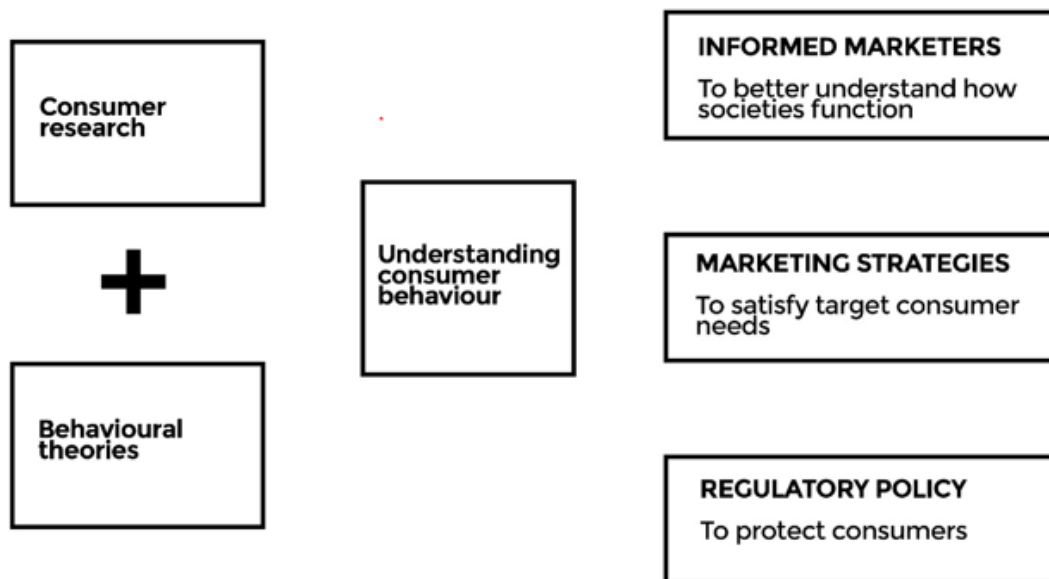 Consumer
research
+
Behavioural
theories
Understanding
consumer
behaviour
INFORMED MARKETERS
To better understand how
societies function
MARKETING STRATEGIES
To satisfy target consumer
needs
REGULATORY POLICY
To protect consumers